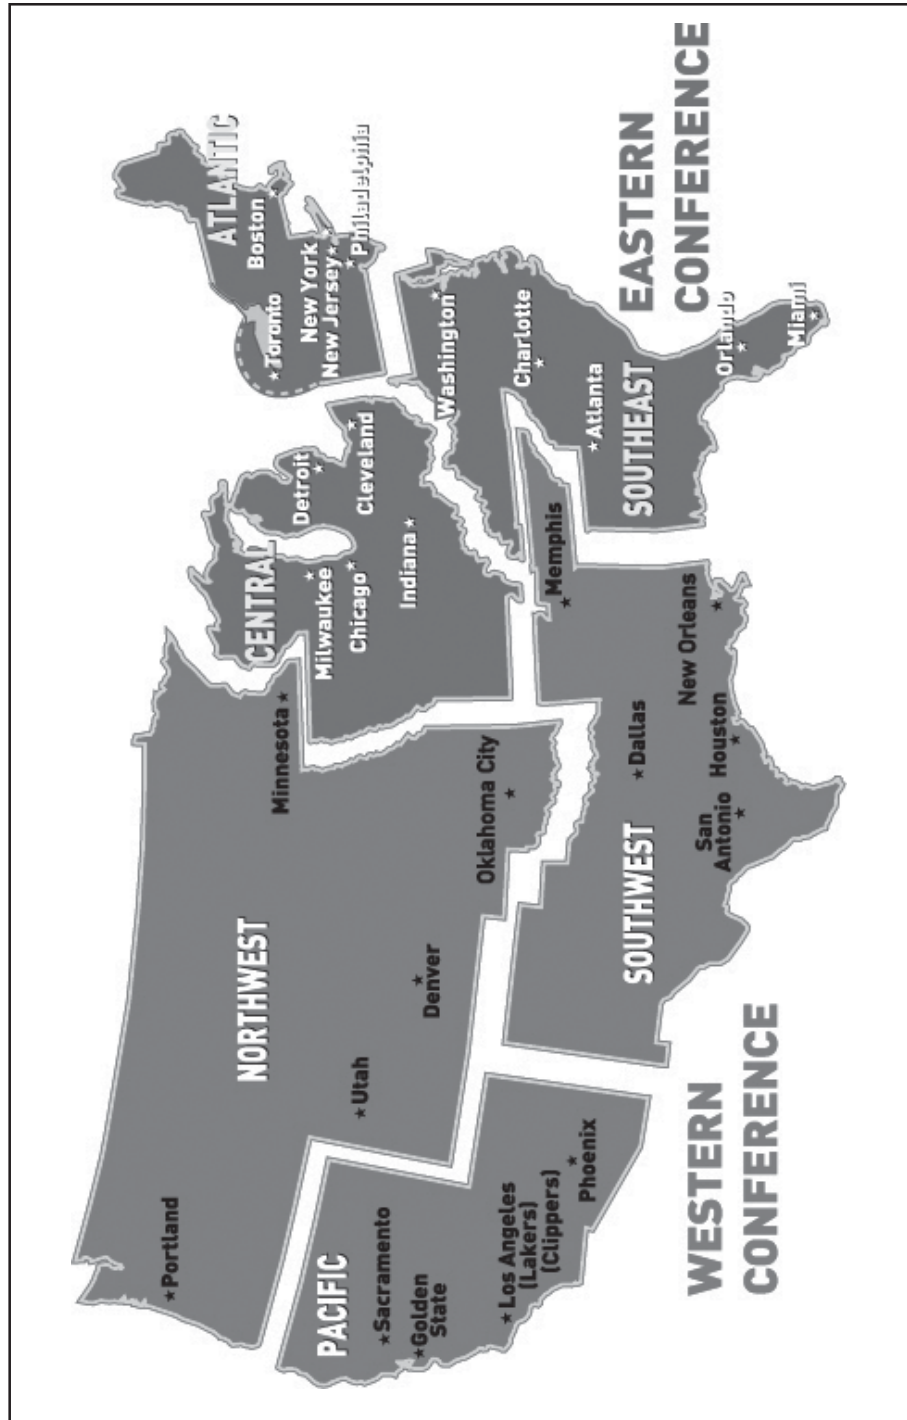 WESTERN
CONFERENCE
EASTERN
CONFERENCE
PACIFIC
Sacramento
Golden
State
Los Angeles
(Lakers)
(Clippers)
Phoenix
NORTHWEST
Portland
Utah
Denver
Minnesota
Oklahoma City
SOUTHWEST
San
Antonio
Dallas
Houston
New Orleans
Memphis
CENTRAL
Milwaukee
Chicago
Indiana
Detroit
Cleveland
ATLANTIC
Toronto
Boston
New York
New Jersey
Philadelphia
SOUTHEAST
Washington
Charlotte
Atlanta
Orlando
Miami